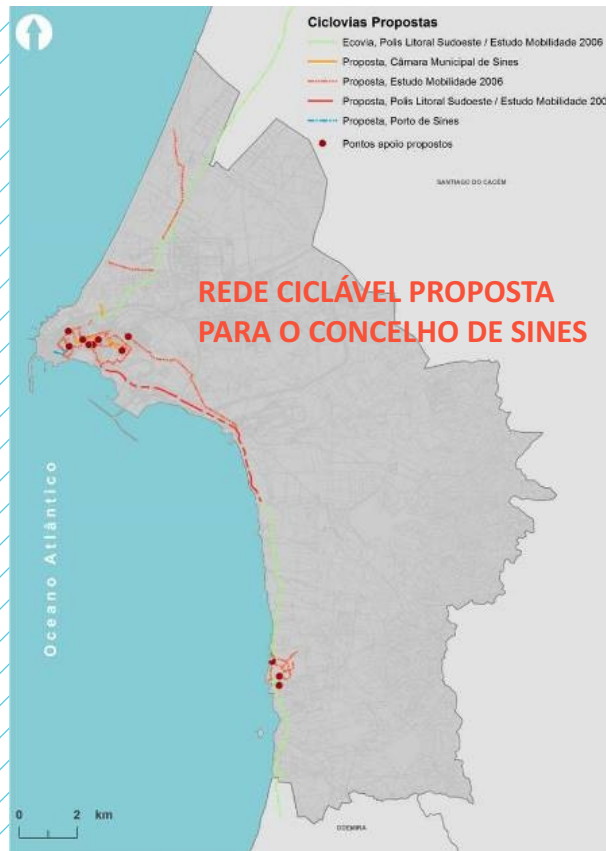 Ciclovias Propostas
Ecovia, Polis Litoral Sudoeste / Estudo Mobilidade 2006
Proposta, Câmara Municipal de Sines
Proposta, Estudo Mobilidade 2006
Proposta, Polis Litoral Sudoeste / Estudo Mobilidade 200
Proposta, Porto de Sines
Pontos apoio propostos
SANTIAGO DO CACÉM
REDE CICLÁVEL PROPOSTA
PARA O CONCELHO DE SINES
Oceano Atlântico
0 2 km
ODEMIRA